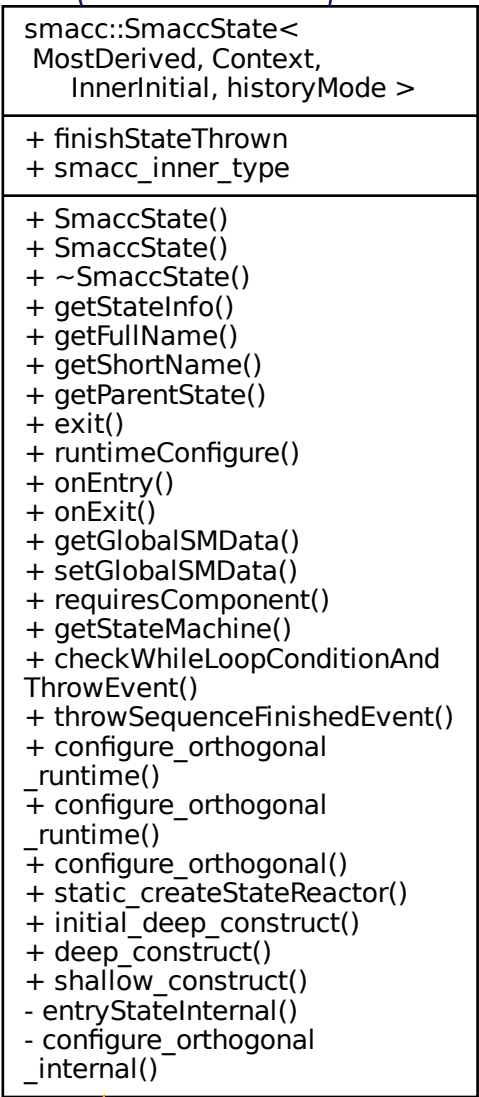 smacc::SmaccState<
MostDerived, Context,
InnerInitial, historyMode >
+ finishStateThrown
+ smacc_inner_type
+ SmaccState()
+ SmaccState()
+ ~SmaccState()
+ getStateInfo()
+ getFullName()
+ getShortName()
+ getParentState()
+ exit()
+ runtimeConfigure()
+ onEntry()
+ onExit()
+ getGlobalSMData()
+ setGlobalSMData()
+ requiresComponent()
+ getStateMachine()
+ checkWhileLoopConditionAnd
ThrowEvent()
+ throwSequenceFinishedEvent()
+ configure_orthogonal
_runtime()
+ configure_orthogonal
_runtime()
+ configure_orthogonal()
+ static_createStateReactor()
+ initial_deep_construct()
+ deep_construct()
+ shallow_construct()
- entryStateInternal()
- configure_orthogonal
_internal()